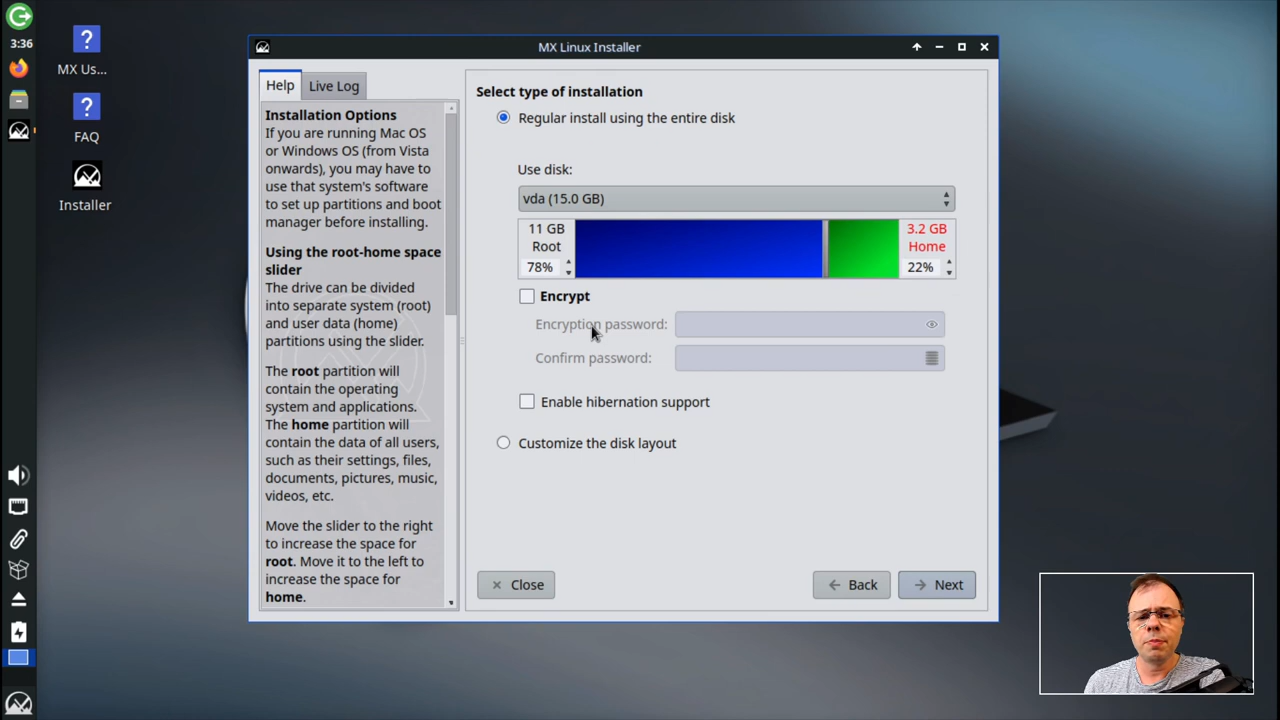 3:36
MX Us...
FAQ
Installer
MX Linux Installer
Help
Live Log
Installation Options
If you are running Mac OS
or Windows OS (from Vista
onwards), you may have to
use that system's software
to set up partitions and boot
manager before installing.
Using the root-home space
slider
The drive can be divided
into separate system (root)
and user data (home)
partitions using the slider.
The root partition will
contain the operating
system and applications.
The home partition will
contain the data of all users,
such as their settings, files,
documents, pictures, music,
videos, etc.
Move the slider to the right
to increase the space for
root. Move it to the left to
increase the space for
home.
Select type of installation
Regular install using the entire disk
Use disk:
vda (15.0 GB)
11 GB
Root
78%
3.2 GB
Home
22%
Encrypt
Encryption password:
Confirm password:
Enable hibernation support
Customize the disk layout
Close
Back
Next